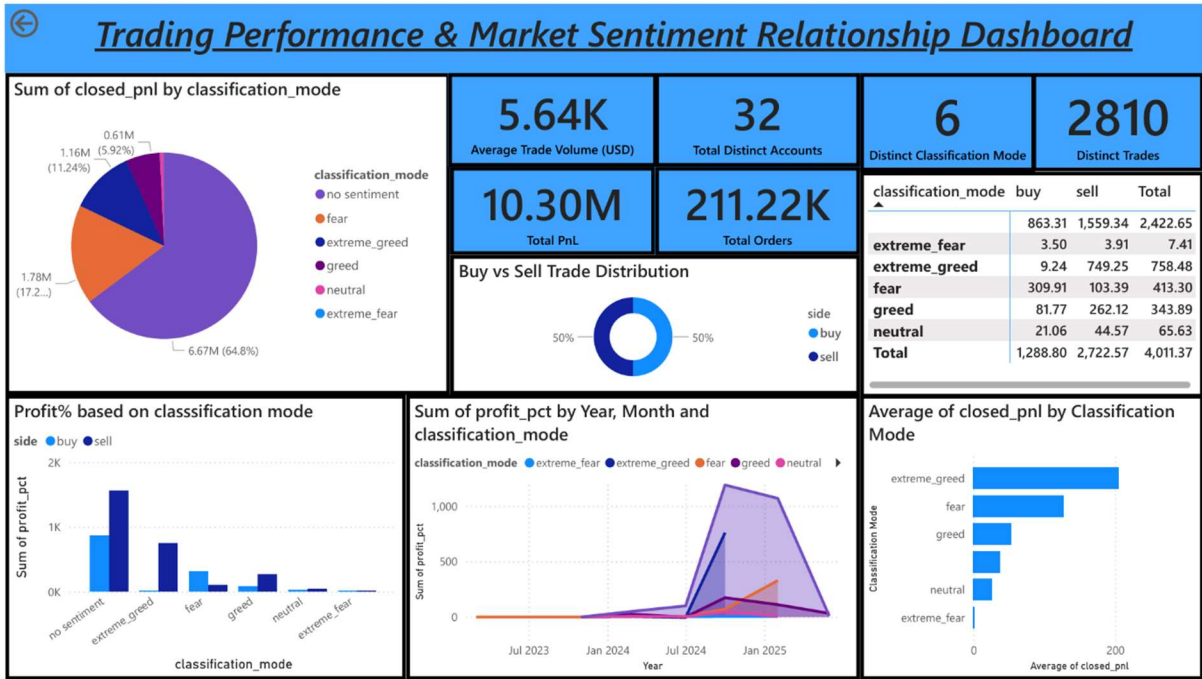 Trading Performance & Market Sentiment Relationship Dashboard
Sum of closed_pnl by classification_mode
0.61M
(5.92%)
1.16M
(11.24%)
1.78M
(17.2...)
6.67M (64.8%)
classification_mode
no sentiment
fear
extreme_greed
greed
neutral
extreme_fear
5.64K
Average Trade Volume (USD)
32
Total Distinct Accounts
6
Distinct Classification Mode
2810
Distinct Trades
10.30M
Total PnL
211.22K
Total Orders
Buy vs Sell Trade Distribution
50%
50%
side
buy
sell
classification_mode buy sell Total
863.31 1,559.34 2,422.65
extreme_fear 3.50 3.91 7.41
extreme_greed 9.24 749.25 758.48
fear 309.91 103.39 413.30
greed 81.77 262.12 343.89
neutral 21.06 44.57 65.63
Total 1,288.80 2,722.57 4,011.37
Profit% based on classsification mode
side buy sell
2K
1K
0K
Sum of profit_pct
no sentiment
extreme_greed
fear
greed
neutral
extreme_fear
classification_mode
Sum of profit_pct by Year, Month and
classification_mode
classification_mode extreme_fear extreme_greed fear greed neutral
1,000
500
0
Sum of profit_pct
Jul 2023 Jan 2024 Jul 2024 Jan 2025
Year
Average of closed_pnl by Classification
Mode
Classification Mode
extreme_greed
fear
greed
neutral
extreme_fear
0 200
Average of closed_pnl